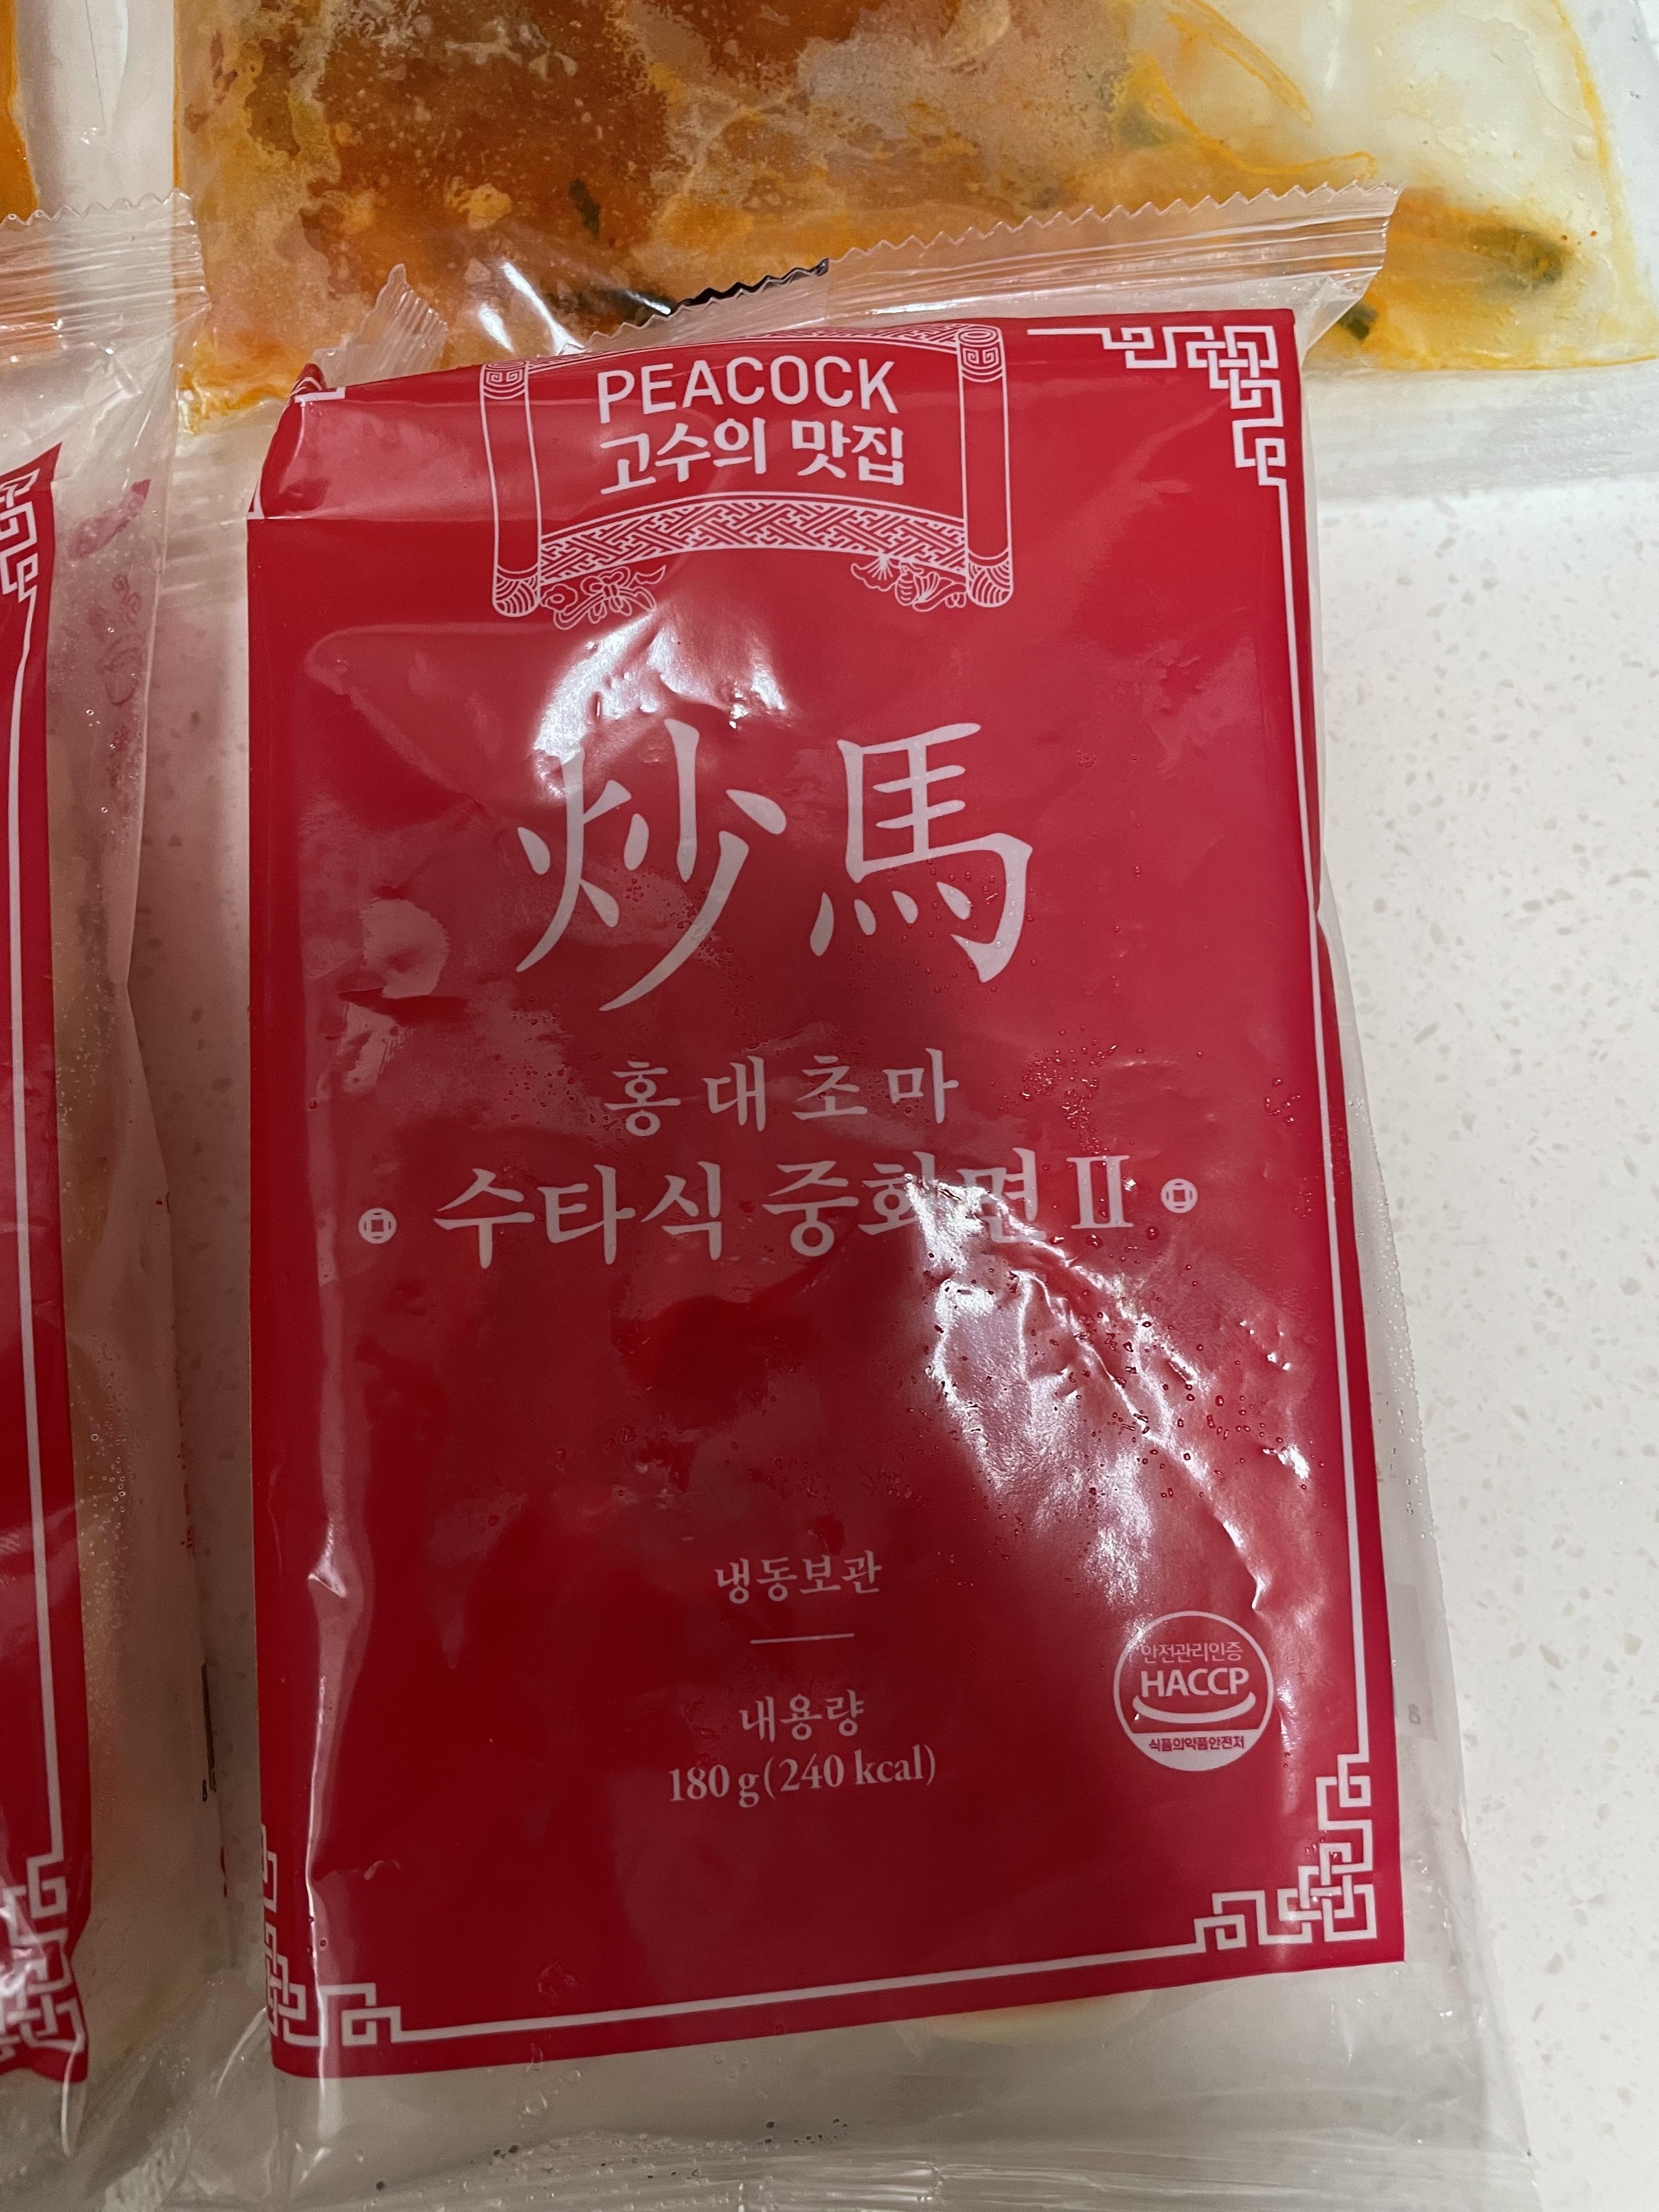 PEACOCK
고수의 맛집
炒馬
홍대초마
수타식 중화면 II
냉동보관
내용량
180 g(240 kcal)
안전관리인증
HACCP
식품의약품안전처